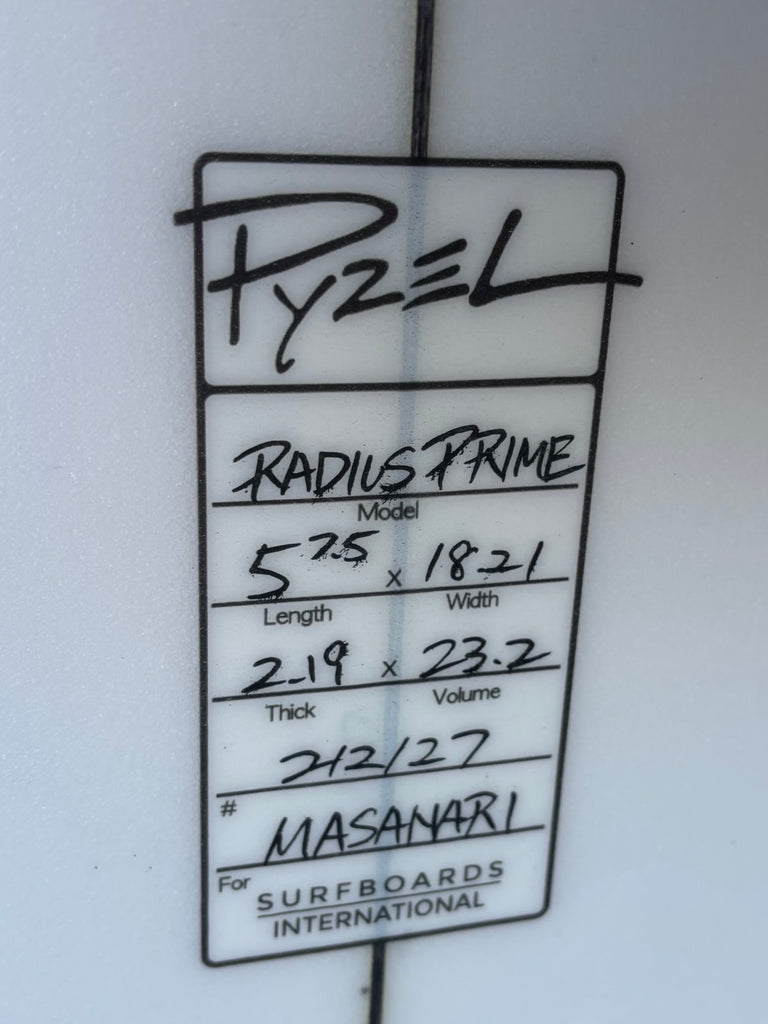 PYZEL
RADIUS PRIME
Model
5 7.5 x 18.21
Length Width
2.19 x 23.2
Thick Volume
212127
#
MASANARI
For
SURFBOARDS
INTERNATIONAL